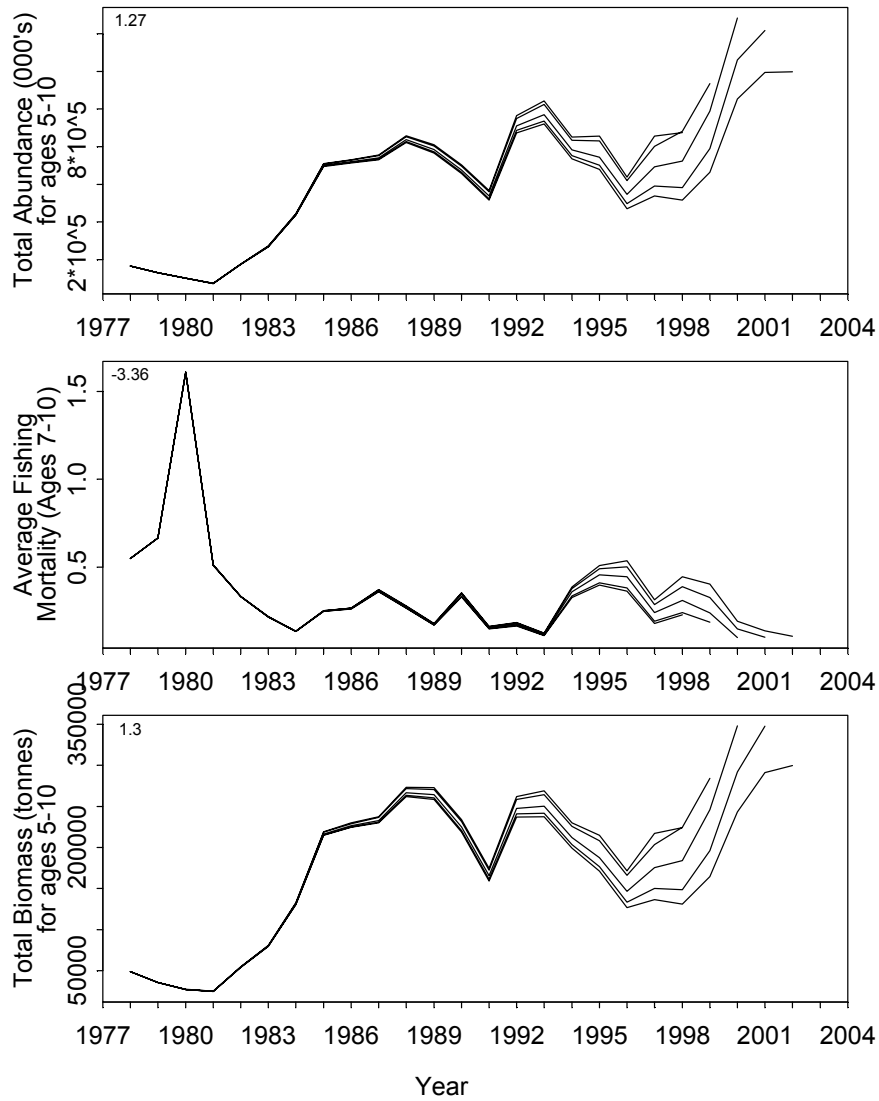 1.27
Total Abundance (000's)
for ages 5-10
8*10^5
2*10^5
1977 1980 1983 1986 1989 1992 1995 1998 2001 2004
-3.36
Average Fishing
Mortality (Ages 7-10)
1.5
1.0
0.5
1977 1980 1983 1986 1989 1992 1995 1998 2001 2004
1.3
Total Biomass (tonnes)
for ages 5-10
350000
200000
50000
1977 1980 1983 1986 1989 1992 1995 1998 2001 2004
Year